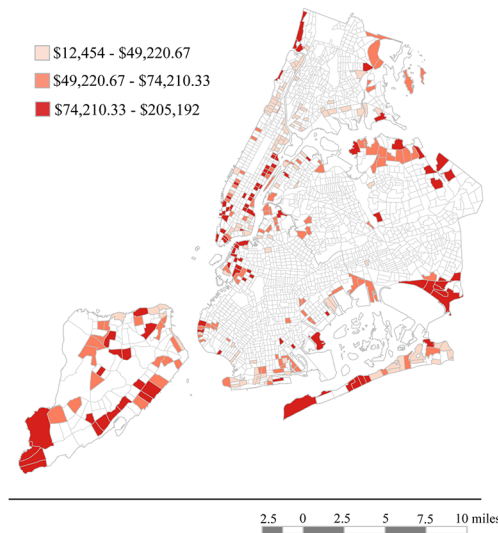 $12,454 - $49,220.67
$49,220.67 - $74,210.33
$74,210.33 - $205,192
2.5 0 2.5 5 7.5 10 miles